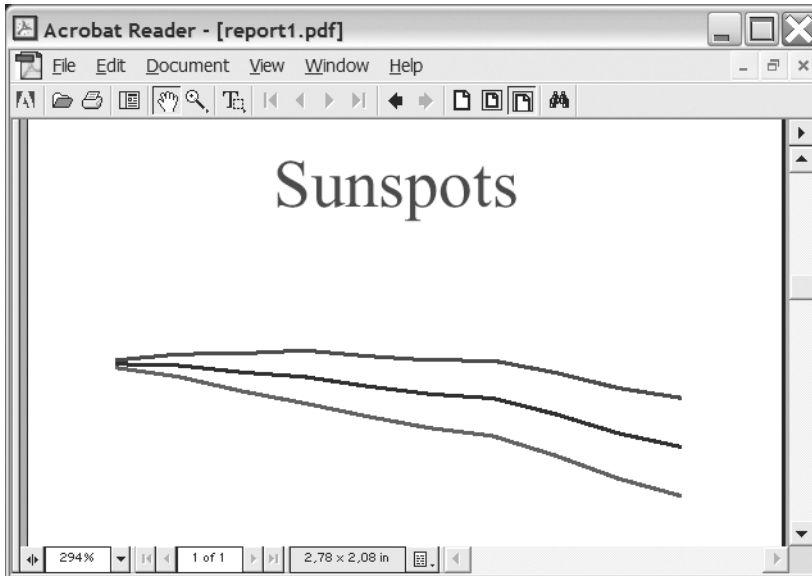 Acrobat Reader - [report1.pdf]
File Edit Document View Window Help
Sunspots
294% 1 of 1 2,78 × 2,08 in